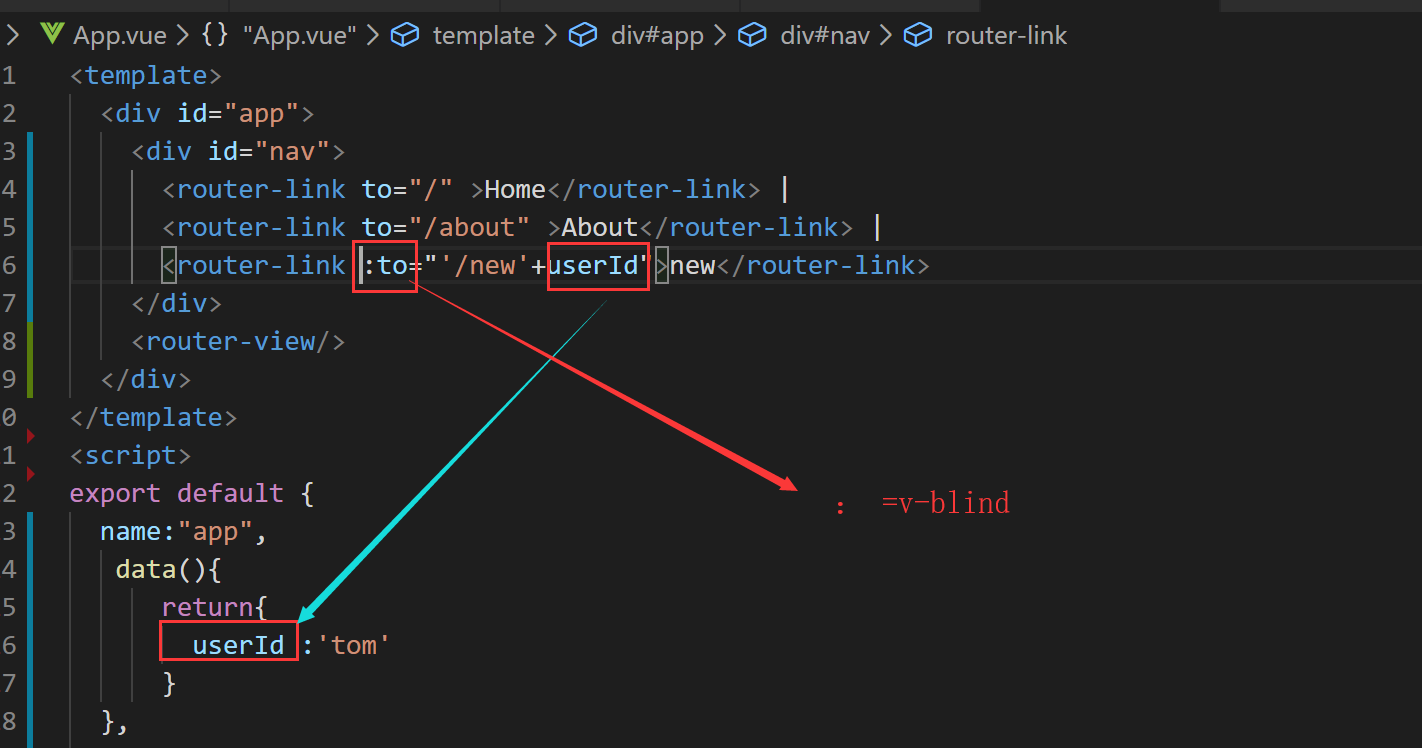 App.vue > {} "App.vue" > template > div#app > div#nav > router-link
1 <template>
2 <div id="app">
3 <div id="nav">
4 <router-link to="/" >Home</router-link> |
5 <router-link to="/about" >About</router-link> |
6 <router-link :to="'/new'+userId">new</router-link>
7 </div>
8 <router-view/>
9 </div>
0 </template>
1 <script>
2 export default {
3 name:"app",
4 data(){
: =v-blind
5 return{
6 userId :'tom'
7 }
8 },